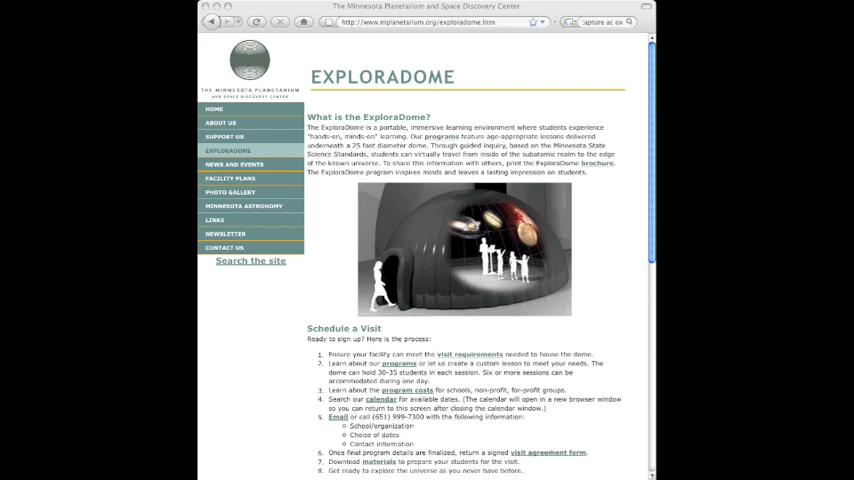 The Minnesota Planetarium and Space Discovery Center
http://www.mplanetarium.org/exploradome.htm
capture ac ox
THE MINNESOTA PLANETARIUM
AND SPACE DISCOVERY CENTER
EXPLORADOME
HOME
ABOUT US
SUPPORT US
EXPLORADOME
NEWS AND EVENTS
FACILITY PLANS
PHOTO GALLERY
MINNESOTA ASTRONOMY
LINKS
NEWSLETTER
CONTACT US
Search the site
What is the ExploraDome?
The ExploraDome is a portable, immersive learning environment where students experience
"hands-on, minds-on" learning. Our programs feature age-appropriate lessons delivered
underneath a 25 foot diameter dome. Through guided inquiry, based on the Minnesota State
Science Standards, students can virtually travel from inside of the subatomic realm to the edge
of the known universe. To share this information with others, print the ExploraDome brochure.
The ExploraDome program inspires minds and leaves a lasting impression on students.
Schedule a Visit
Ready to sign up? Here is the process:
1. Ensure your facility can meet the visit requirements needed to house the dome.
2. Learn about our programs or let us create a custom lesson to meet your needs. The
dome can hold 30-35 students in each session. Six or more sessions can be
accommodated during one day.
3. Learn about the program costs for schools, non-profit, for-profit groups.
4. Search our calendar for available dates. (The calendar will open in a new browser window
so you can return to this screen after closing the calendar window.)
5. Email or call (651) 999-7300 with the following information:
School/organization
Choice of dates
Contact information
6. Once final program details are finalized, return a signed visit agreement form.
7. Download materials to prepare your students for the visit.
8. Get ready to explore the universe as you never have before.